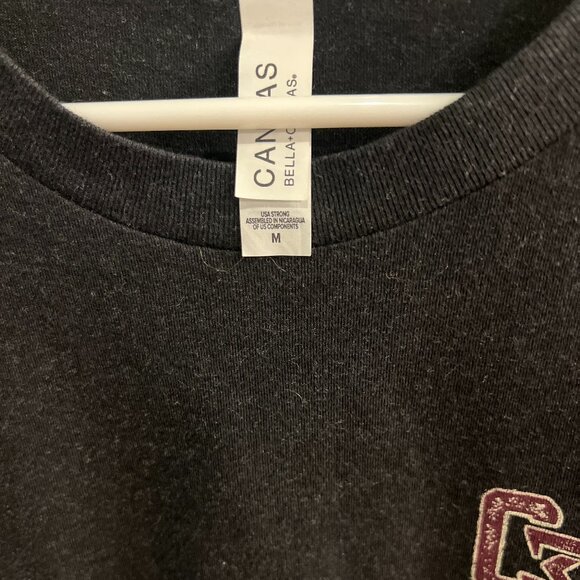 CANVAS
BELLA+CANVAS®
USA STRONG
ASSEMBLED IN NICARAGUA
OF US COMPONENTS
M